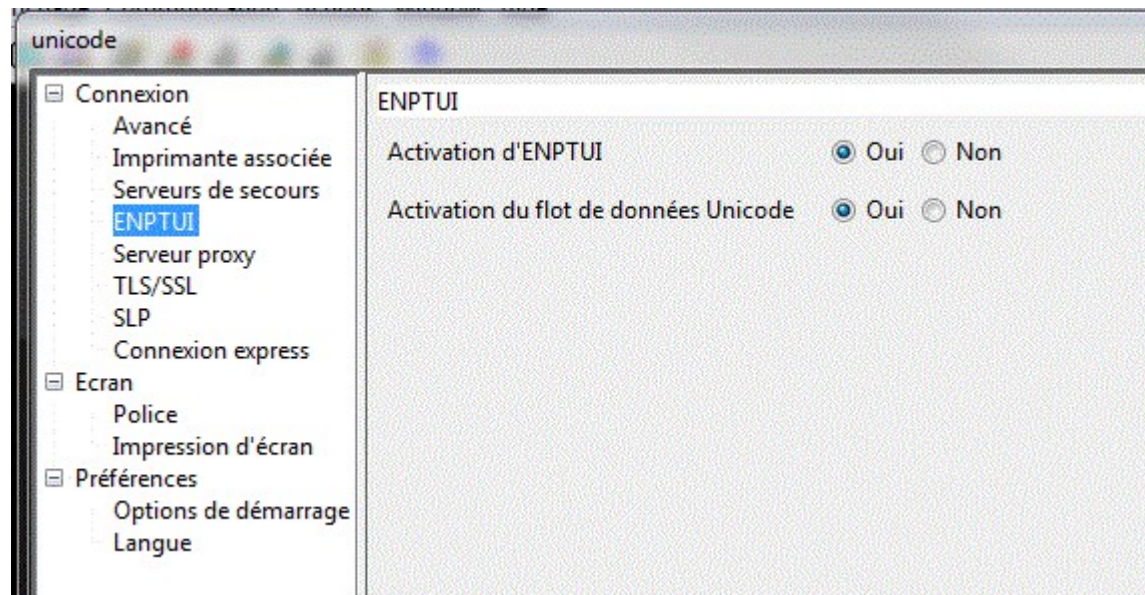 unicode
Connexion
Avancé
Imprimante associée
Serveurs de secours
ENPTUI
Serveur proxy
TLS/SSL
SLP
Connexion express
Ecran
Police
Impression d'écran
Préférences
Options de démarrage
Langue
ENPTUI
Activation d'ENPTUI Oui Non
Activation du flot de données Unicode Oui Non